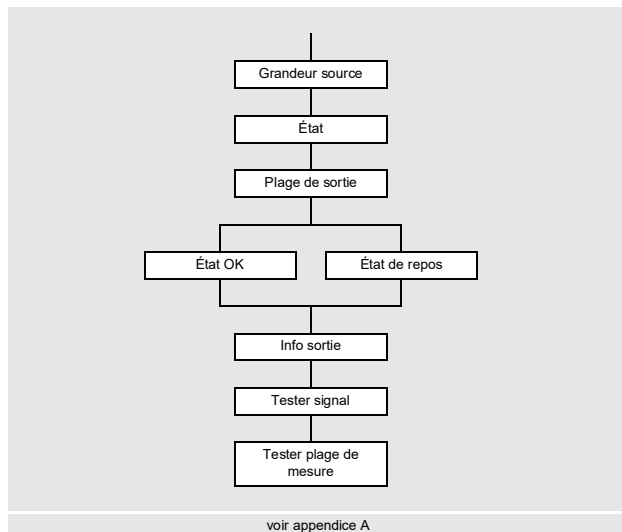 Grandeur source
État
Plage de sortie
État OK
État de repos
Info sortie
Tester signal
Tester plage de
mesure
voir appendice A